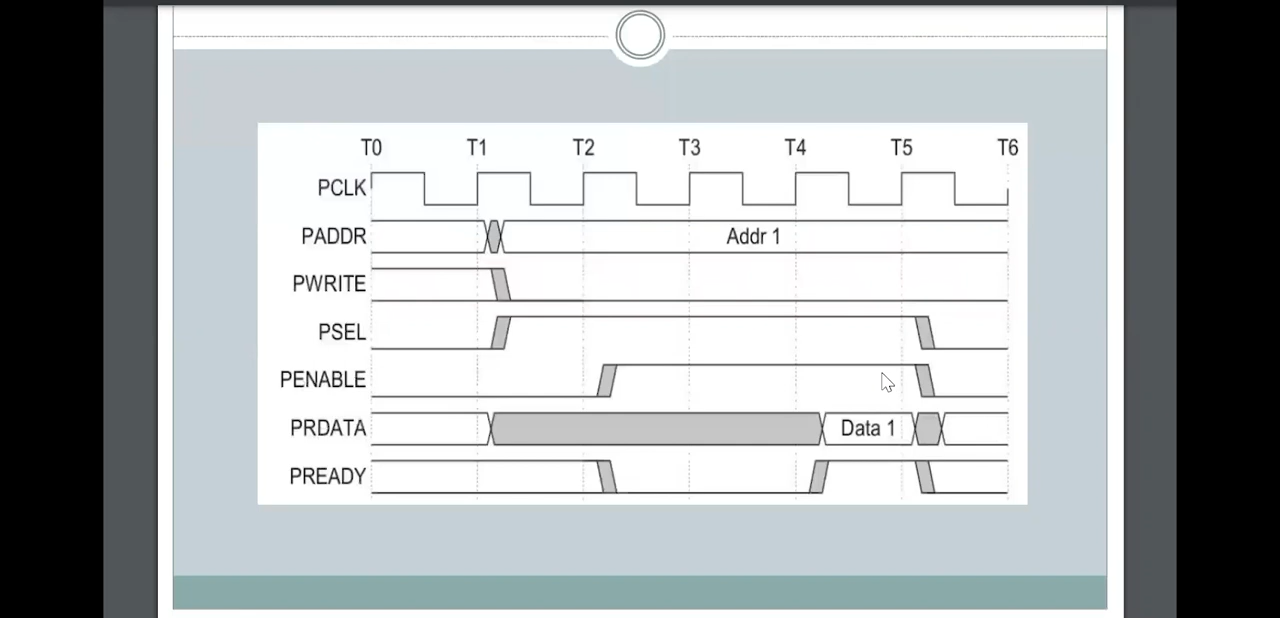 T0 T1 T2 T3 T4 T5 T6
PCLK
PADDR Addr 1
PWRITE
PSEL
PENABLE
PRDATA Data 1
PREADY